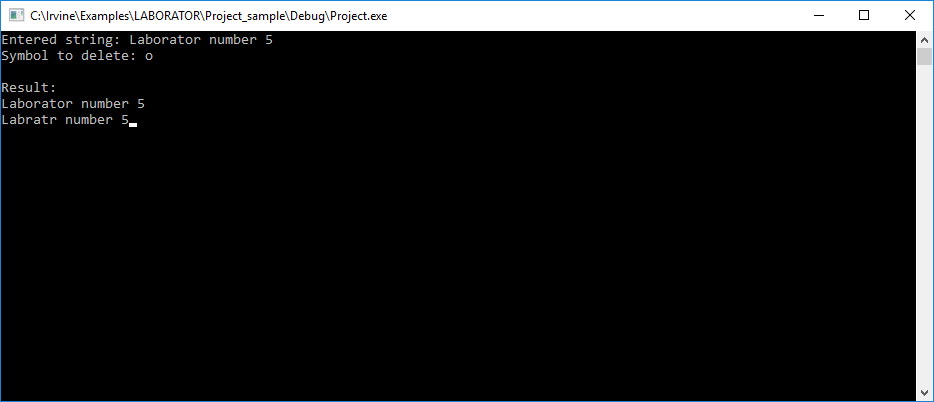 C:\Irvine\Examples\LABORATOR\Project_sample\Debug\Project.exe
Entered string: Laborator number 5
Symbol to delete: o
Result:
Laborator number 5
Labratr number 5